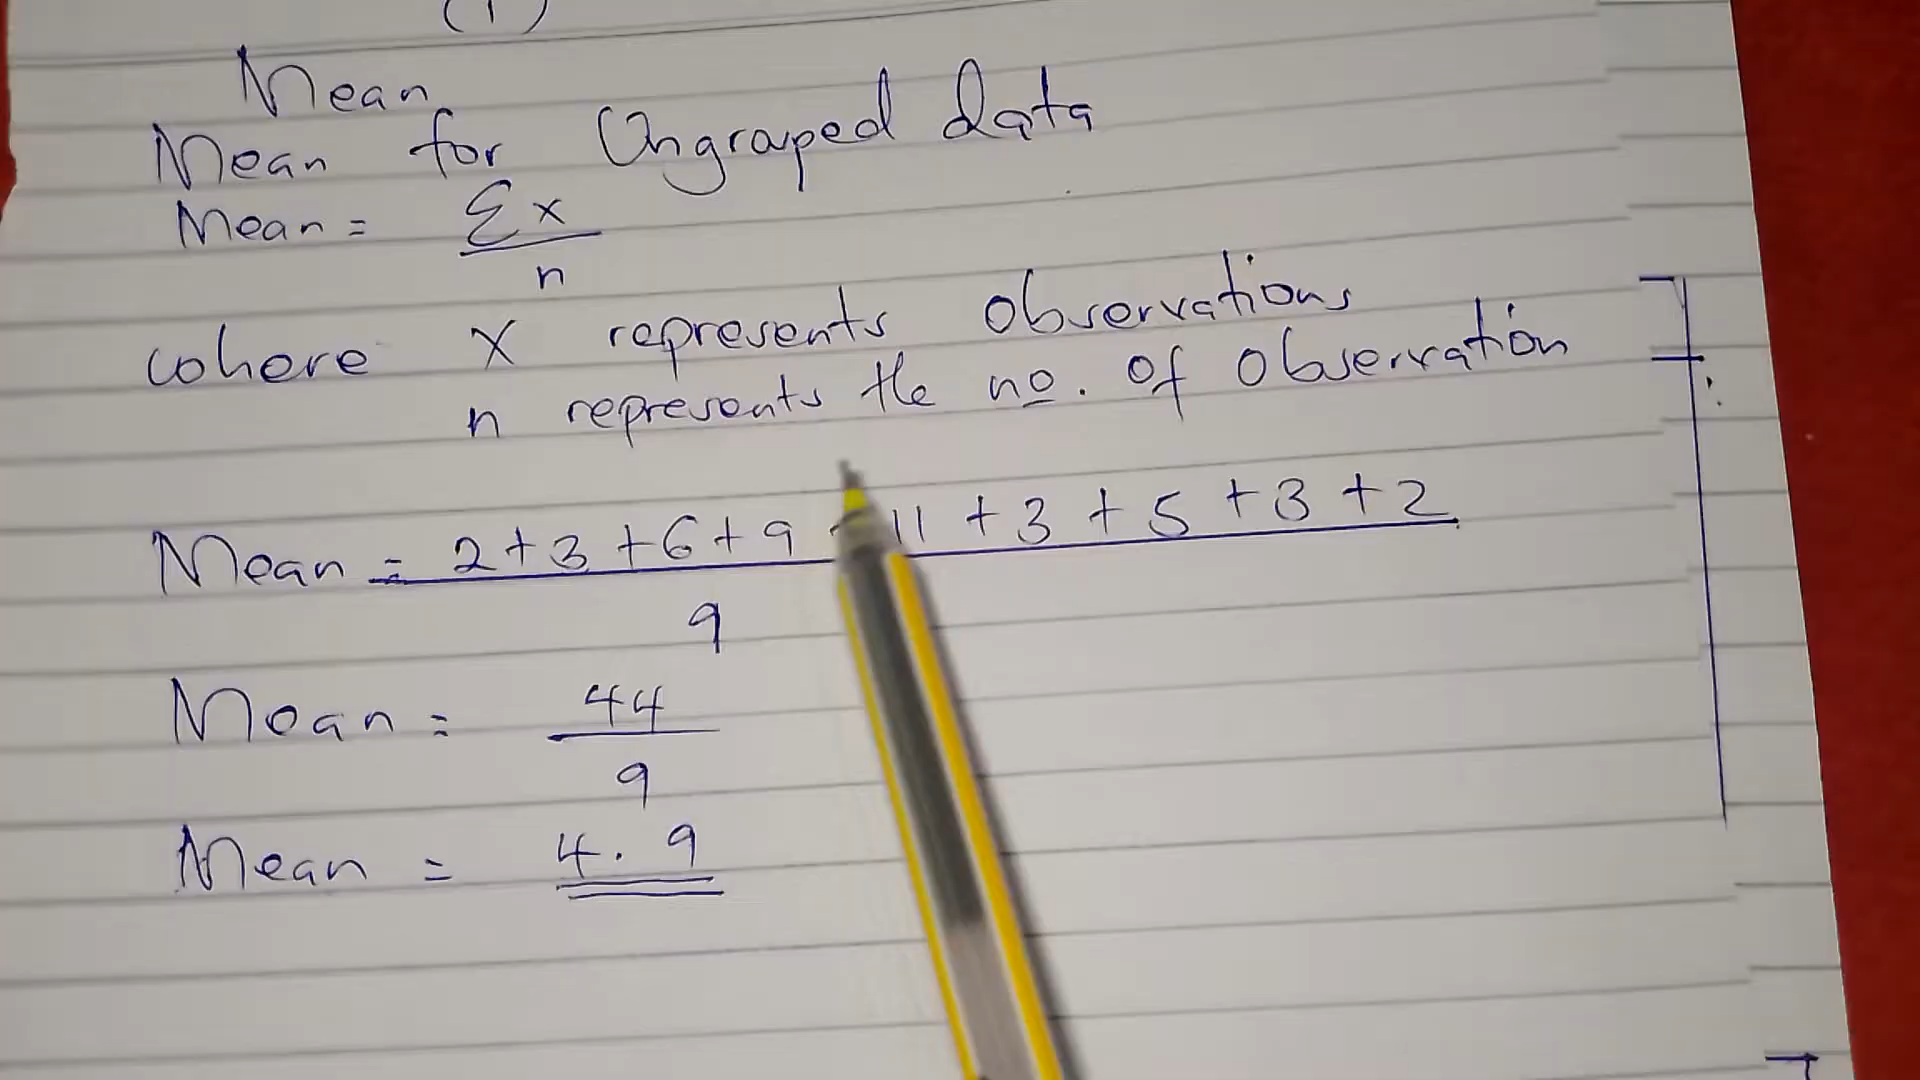 (1)
Mean
Mean for Ungraped data
Mean = Σx
n
where x represents observations
n represents the no. of observation
Mean = 2+3+6+9+11+3+5+3+2
9
Mean = 44
9
Mean = 4.9